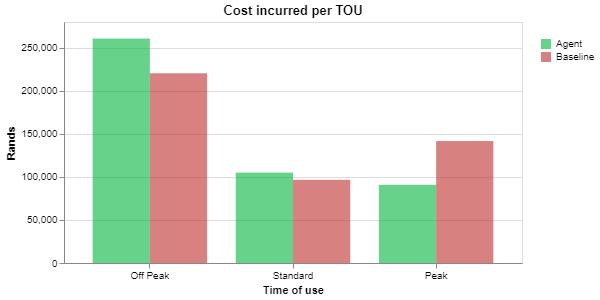 Cost incurred per TOU
Agent
Baseline
Rands
250,000
200,000
150,000
100,000
50,000
0
Off Peak
Standard
Peak
Time of use